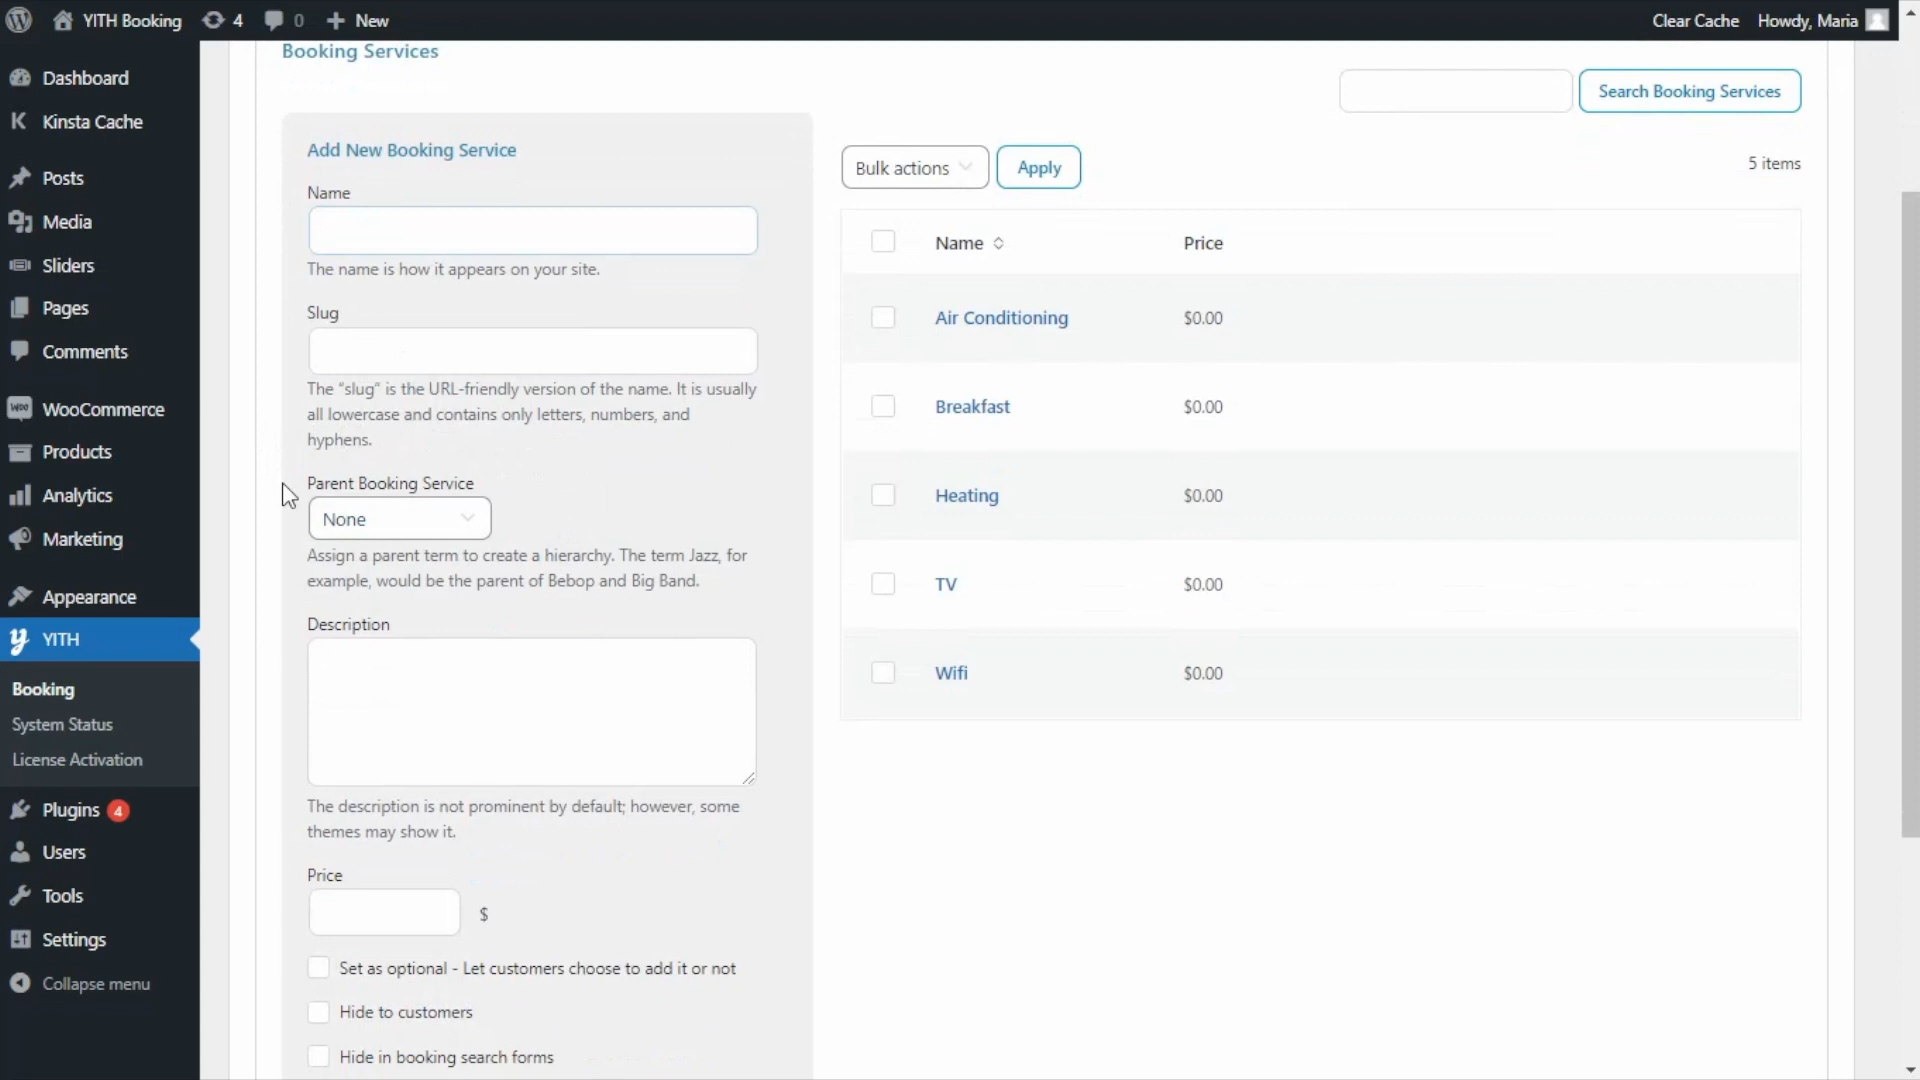 YITH Booking 4 0 New Clear Cache Howdy, Maria
Dashboard
Kinsta Cache
Posts
Media
Sliders
Pages
Comments
WooCommerce
Products
Analytics
Marketing
Appearance
YITH
Booking
System Status
License Activation
Plugins 4
Users
Tools
Settings
Collapse menu
Booking Services
Search Booking Services
Add New Booking Service
Name
The name is how it appears on your site.
Slug
The “slug” is the URL-friendly version of the name. It is usually
all lowercase and contains only letters, numbers, and
hyphens.
Parent Booking Service
None
Assign a parent term to create a hierarchy. The term Jazz, for
example, would be the parent of Bebop and Big Band.
Description
The description is not prominent by default; however, some
themes may show it.
Price
$
Set as optional - Let customers choose to add it or not
Hide to customers
Hide in booking search forms
Bulk actions Apply 5 items
Name Price
Air Conditioning $0.00
Breakfast $0.00
Heating $0.00
TV $0.00
Wifi $0.00